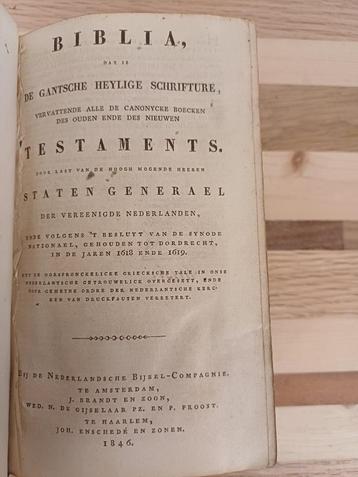 BIBLIA,
DAT IS
DE GANTSCHE HEYLIGE SCHRIFTURE,
VERVATTENDE ALLE DE CANONYCKE BOECKEN
DES OUDEN ENDE DES NIEUWEN
TESTAMENTS.
DOOR LAST VAN DE HOOGH MOGENDE HEEREN
STATEN GENERAEL
DER VEREENIGDE NEDERLANDEN,
ENDE VOLGENS 'T BESLUYT VAN DE SYNODE
NATIONAEL, GEHOUDEN TOT DORDRECHT,
IN DE JAREN 1618 ENDE 1619.
UYT DE OORSPRONCKELICKE GRIECKSCHE TALE IN ONSE
NEDERLANTSCHE GETROUWELICK OVERGESETT, ENDE
DOOR GEMEYNE ORDRE DER NEDERLANTSCHE KERC-
KEN VAN DRUCKFAUTEN VERBETERT.
BIJ DE NEDERLANDSCHE BIJBEL-COMPAGNIE.
TE AMSTERDAM,
J. BRANDT EN ZOON,
WED. N. DE GIJSELAAR PZ. EN P. PROOST.
TE HAARLEM,
JOH. ENSCHEDÉ EN ZONEN.
1846.